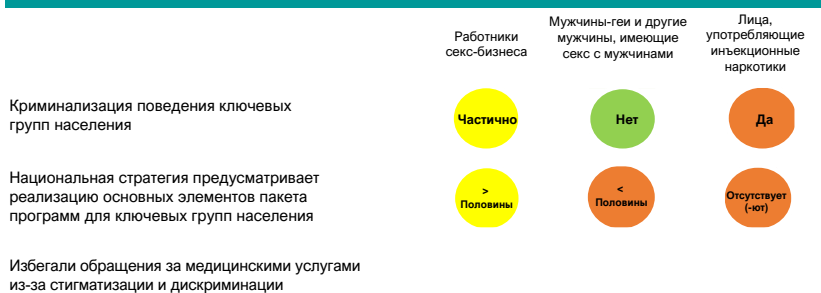 Работники
секс-бизнеса
Мужчины-геи и другие
мужчины, имеющие
секс с мужчинами
Лица,
употребляющие
инъекционные
наркотики
Криминализация поведения ключевых
групп населения
Частично
Нет
Да
Национальная стратегия предусматривает
реализацию основных элементов пакета
программ для ключевых групп населения
>
Половины
<
Половины
Отсутствует
(-ют)
Избегали обращения за медицинскими услугами
из-за стигматизации и дискриминации